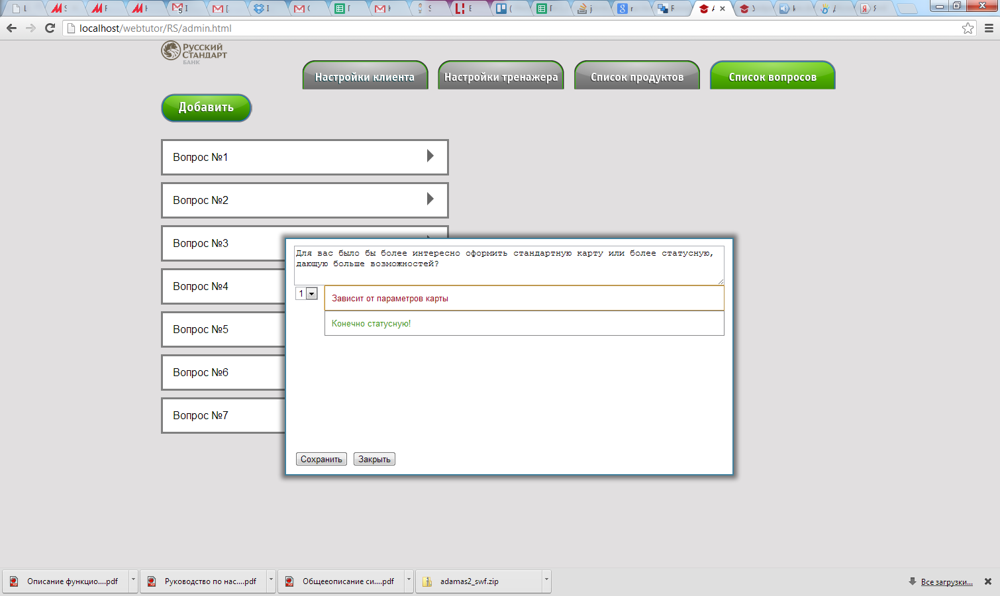 5
localhost/webtutor/RS/admin.html
Русский
Стандарт
БАНК
Настройки клиента
Настройки тренажера
Список продуктов
Список вопросов
Добавить
Вопрос №1
Вопрос №2
Вопрос №3
Вопрос №4
Вопрос №5
Вопрос №6
Вопрос №7
Для вас было бы более интересно оформить стандартную карту или более статусную,
дающую больше возможностей?
1
Зависит от параметров карты
Конечно статусную!
Сохранить
Закрыть
Описание функцио....pdf
Руководство по нас....pdf
Общееописание си....pdf
adamas2_swf.zip
Все загрузки...